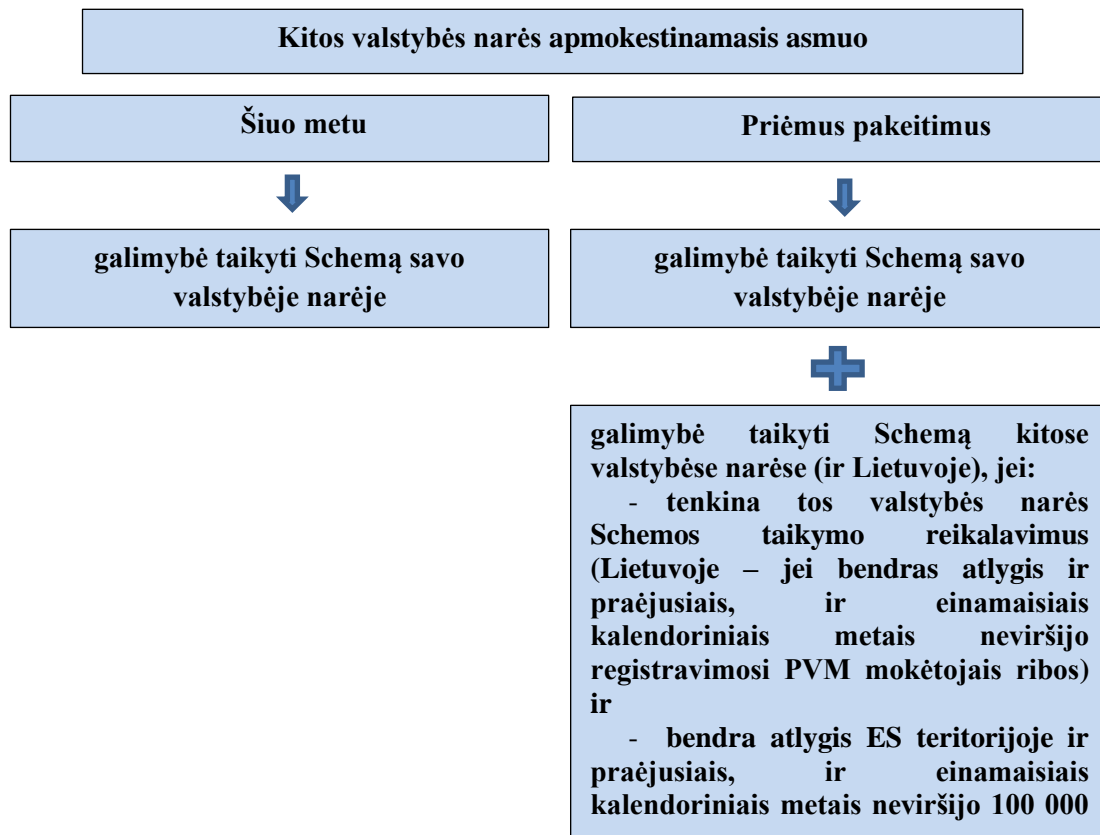 Kitos valstybės narės apmokestinamasis asmuo
Šiuo metu
Priėmus pakeitimus
galimybė taikyti Schemą savo
valstybėje narėje
galimybė taikyti Schemą savo
valstybėje narėje
galimybė taikyti Schemą kitose
valstybėse narėse (ir Lietuvoje), jei:
- tenkina tos valstybės narės
Schemos taikymo reikalavimus
(Lietuvoje – jei bendras atlygis ir
praėjusiais, ir einamaisiais
kalendoriniais metais neviršijo
registravimosi PVM mokėtojais ribos)
ir
- bendra atlygis ES teritorijoje ir
praėjusiais, ir einamaisiais
kalendoriniais metais neviršijo 100 000